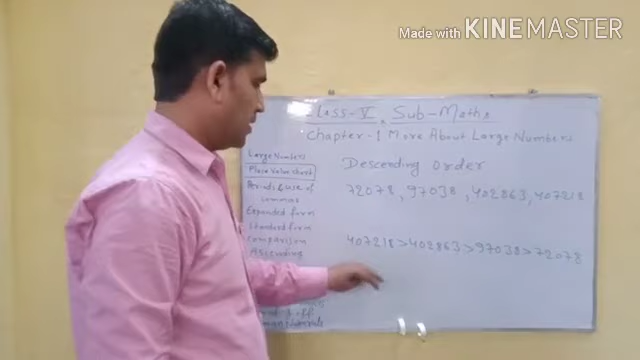 Made with KINEMASTER
Class-V Sub-Maths
Chapter-1 More About Large Numbers
Large Numbers
Place Value Chart
Periods & use of
commas
Expanded form
Standard form
Comparison
Ascending
Descending Order
72078, 97038, 402863, 407218
407218>402863>97038>72078